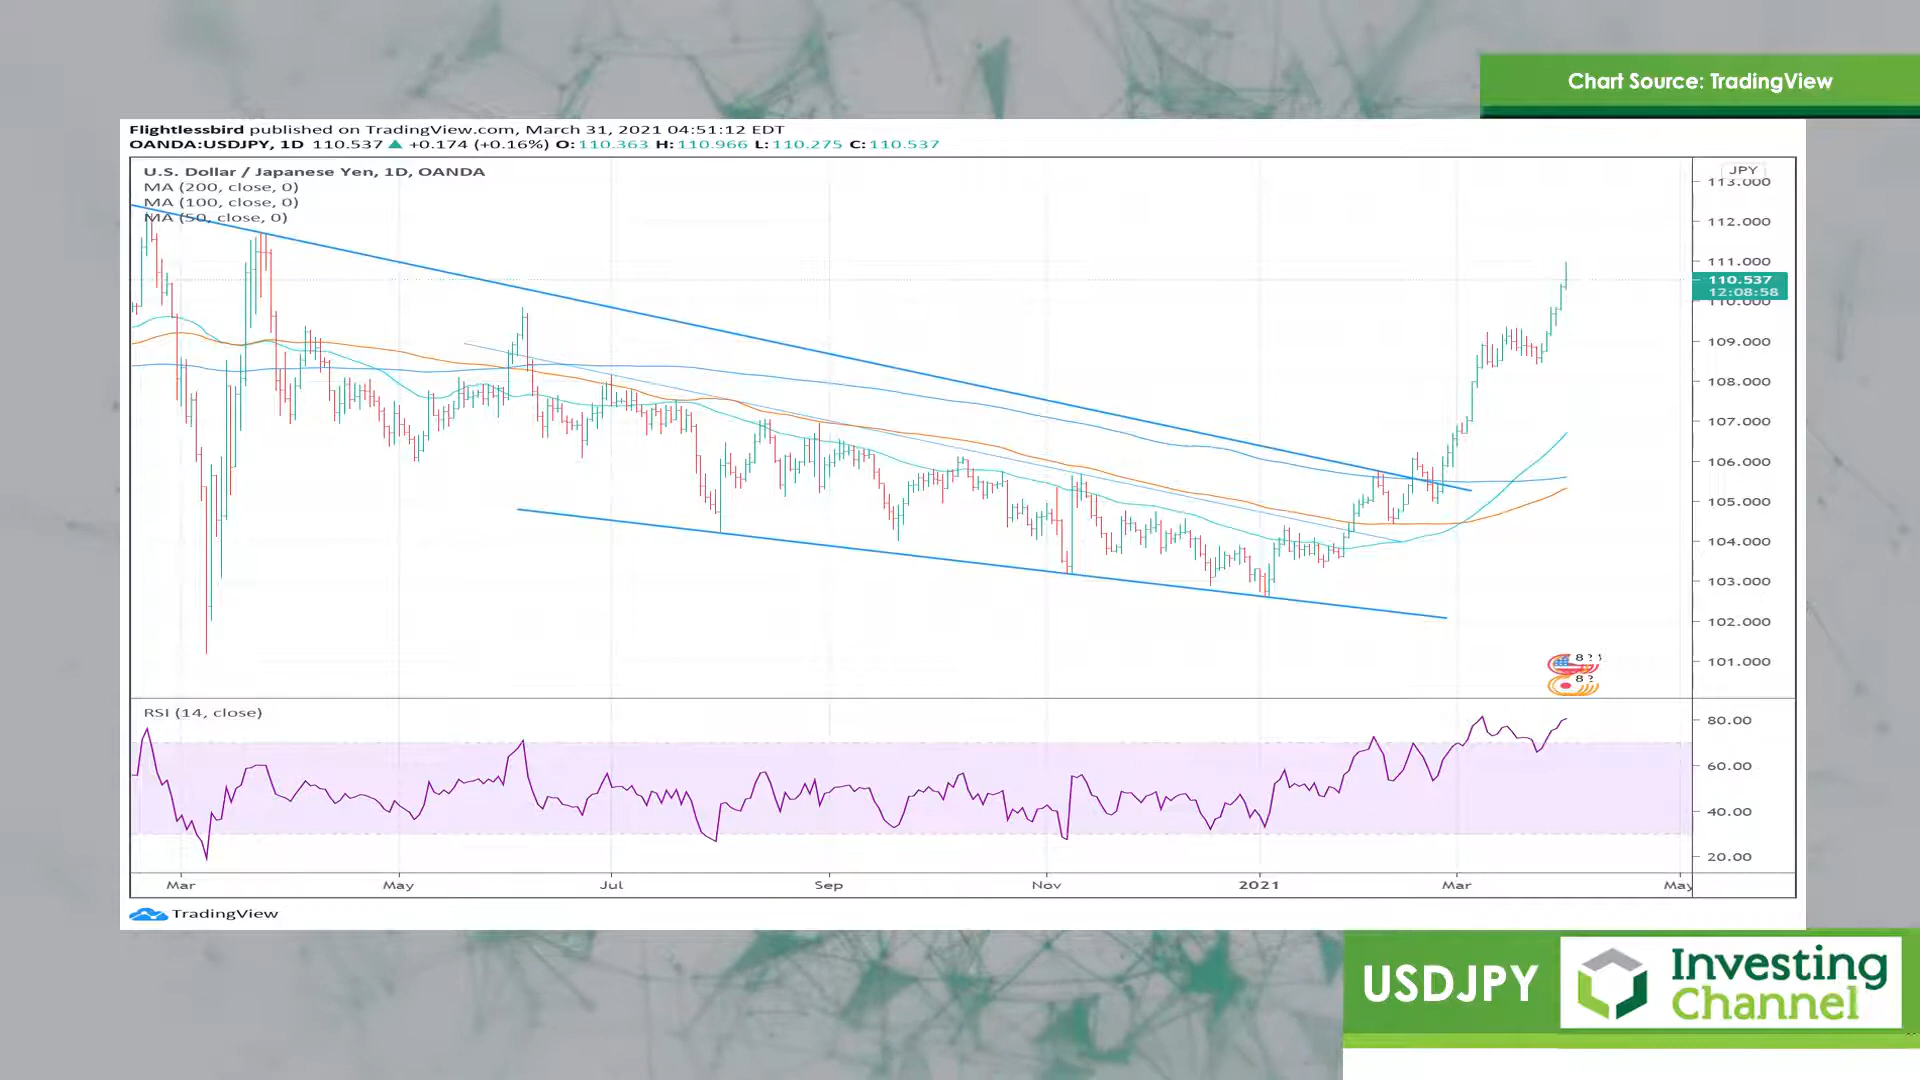 Chart Source: TradingView
Flightlessbird published on TradingView.com, March 31, 2021 04:51:12 EDT
OANDA:USDJPY, 1D 110.537 ▲ +0.174 (+0.16%) O:110.363 H:110.966 L:110.275 C:110.537
U.S. Dollar / Japanese Yen, 1D, OANDA
MA (200, close, 0)
MA (100, close, 0)
MA (50, close, 0)
JPY
113.000
112.000
111.000
110.537
12:08:58
110.000
109.000
108.000
107.000
106.000
105.000
104.000
103.000
102.000
101.000
RSI (14, close)
80.00
60.00
40.00
20.00
Mar May Jul Sep Nov 2021 Mar May
TradingView
USDJPY
Investing
Channel